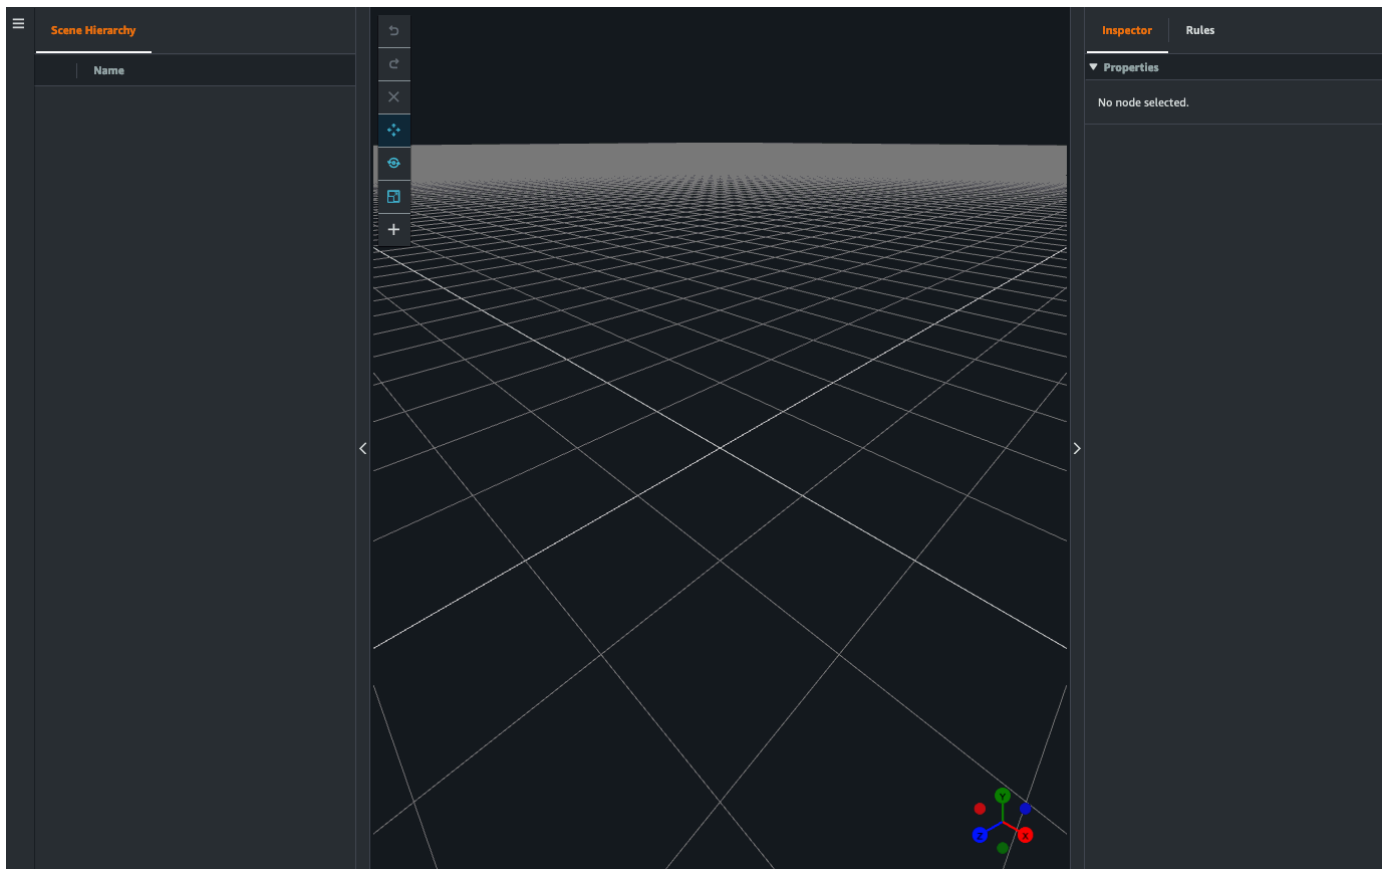 Scene Hierarchy
Name
Inspector
Rules
Properties
No node selected.
Y
Z
X